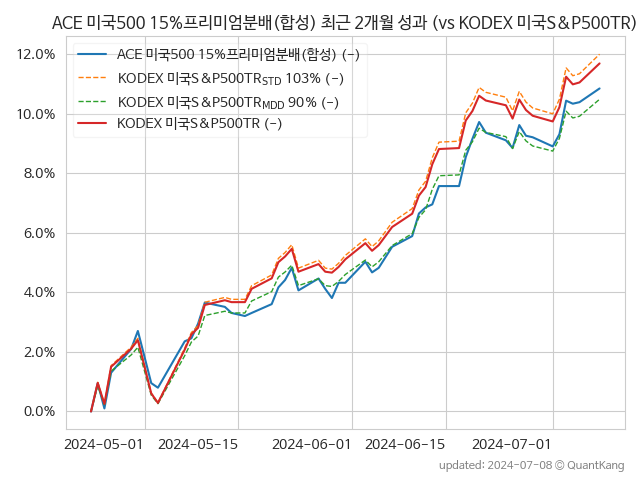 ACE 미국500 15%프리미엄분배(합성) 최근 2개월 성과 (vs KODEX 미국S&P500TR)
ACE 미국500 15%프리미엄분배(합성) (-)
KODEX 미국S&P500TRSTD 103% (-)
KODEX 미국S&P500TRMDD 90% (-)
KODEX 미국S&P500TR (-)
12.0%
10.0%
8.0%
6.0%
4.0%
2.0%
0.0%
2024-05-01
2024-05-15
2024-06-01
2024-06-15
2024-07-01
updated: 2024-07-08 © QuantKang